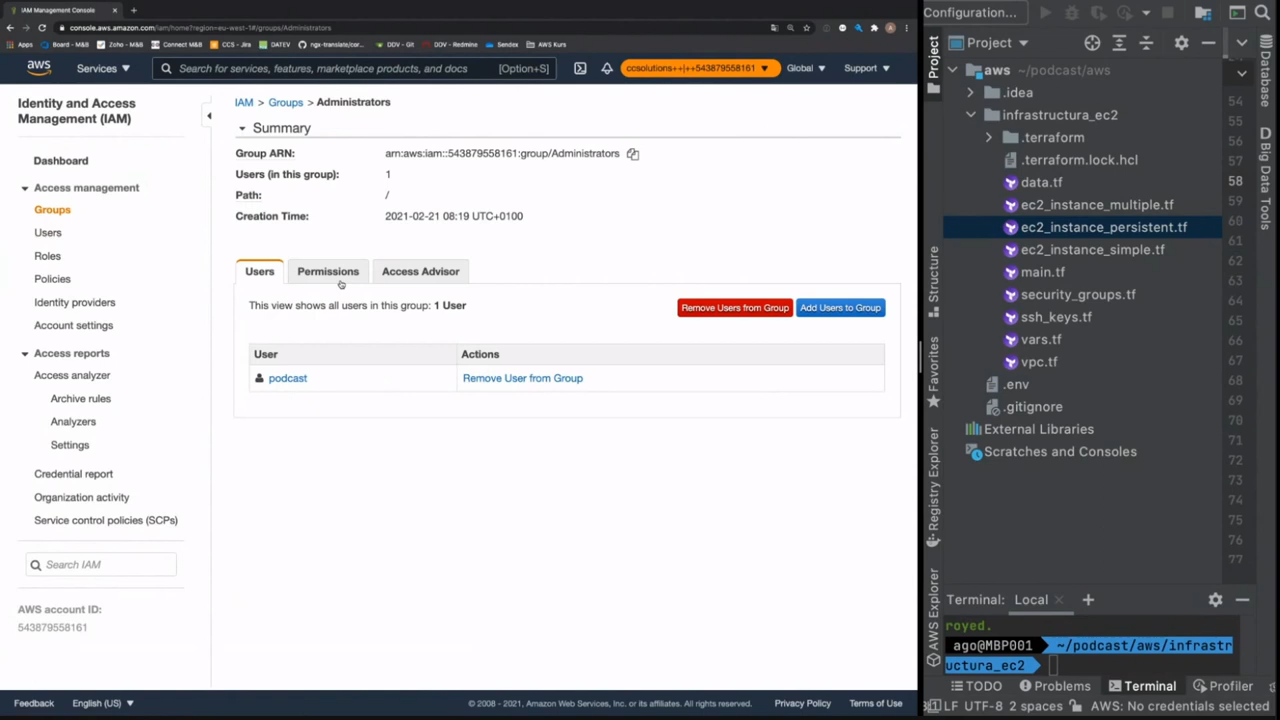 IAM Management Console
console.aws.amazon.com/iam/home?region=eu-west-1#/groups/Administrators
Apps
Board - M&B
Zoho - M&B
Connect M&B
CCS - Jira
DATEV
ngx-translate/cor...
DDV - Git
DDV - Redmine
Sendex
AWS Kurs
aws
Services
Search for services, features, marketplace products, and docs
[Option+S]
ccsolutions++|++543879558161
Global
Support
Identity and Access
Management (IAM)
Dashboard
Access management
Groups
Users
Roles
Policies
Identity providers
Account settings
Access reports
Access analyzer
Archive rules
Analyzers
Settings
Credential report
Organization activity
Service control policies (SCPs)
Search IAM
AWS account ID:
543879558161
IAM > Groups > Administrators
Summary
Group ARN: arn:aws:iam::543879558161:group/Administrators
Users (in this group): 1
Path: /
Creation Time: 2021-02-21 08:19 UTC+0100
Users
Permissions
Access Advisor
This view shows all users in this group: 1 User
Remove Users from Group
Add Users to Group
User
Actions
podcast
Remove User from Group
Feedback
English (US)
© 2008 - 2021, Amazon Web Services, Inc. or its affiliates. All rights reserved.
Privacy Policy
Terms of Use
Configuration...
Project
Structure
Favorites
Registry Explorer
AWS Explorer
Project
aws ~/podcast/aws
.idea
infrastructura_ec2
.terraform
.terraform.lock.hcl
data.tf
ec2_instance_multiple.tf
ec2_instance_persistent.tf
ec2_instance_simple.tf
main.tf
security_groups.tf
ssh_keys.tf
vars.tf
vpc.tf
.env
.gitignore
External Libraries
Scratches and Consoles
54
55
56
57
58
59
60
61
62
63
64
65
66
67
68
69
70
71
72
73
74
75
76
77
Database
Big Data Tools
Terminal:
Local
royed.
ago@MBP001
~/podcast/aws/infrastr
uctura_ec2
TODO
Problems
Terminal
Profiler
LF
UTF-8
2 spaces
AWS: No credentials selected